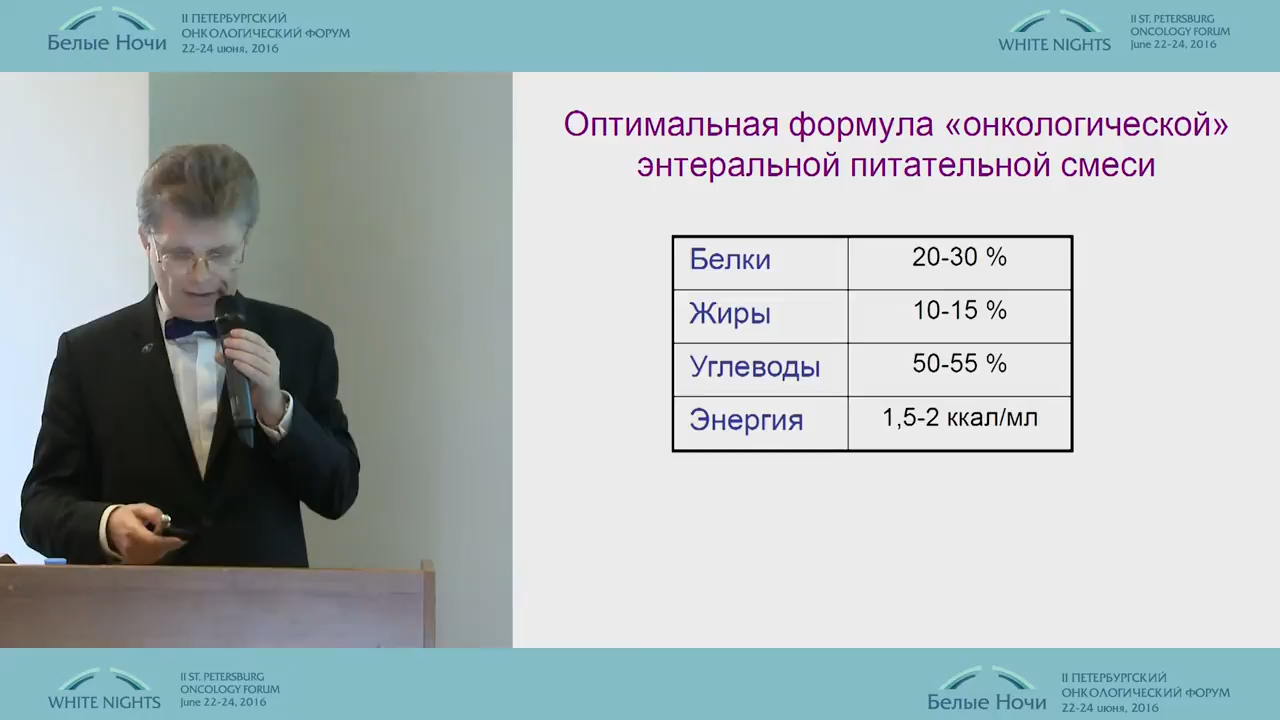 Белые Ночи
II ПЕТЕРБУРГСКИЙ
ОНКОЛОГИЧЕСКИЙ ФОРУМ
22-24 июня, 2016
WHITE NIGHTS
II ST. PETERSBURG
ONCOLOGY FORUM
June 22-24, 2016
Оптимальная формула «онкологической»
энтеральной питательной смеси
Белки 20-30 %
Жиры 10-15 %
Углеводы 50-55 %
Энергия 1,5-2 ккал/мл
WHITE NIGHTS
II ST. PETERSBURG
ONCOLOGY FORUM
June 22-24, 2016
Белые Ночи
II ПЕТЕРБУРГСКИЙ
ОНКОЛОГИЧЕСКИЙ ФОРУМ
22-24 июня, 2016